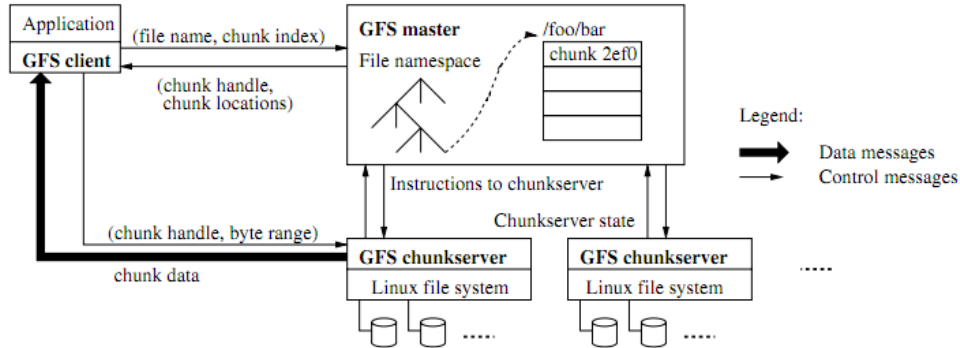 Application
GFS client
(file name, chunk index)
(chunk handle,
chunk locations)
GFS master
File namespace
/foo/bar
chunk 2ef0
Legend:
Data messages
Control messages
Instructions to chunkserver
Chunkserver state
(chunk handle, byte range)
chunk data
GFS chunkserver
Linux file system
GFS chunkserver
Linux file system